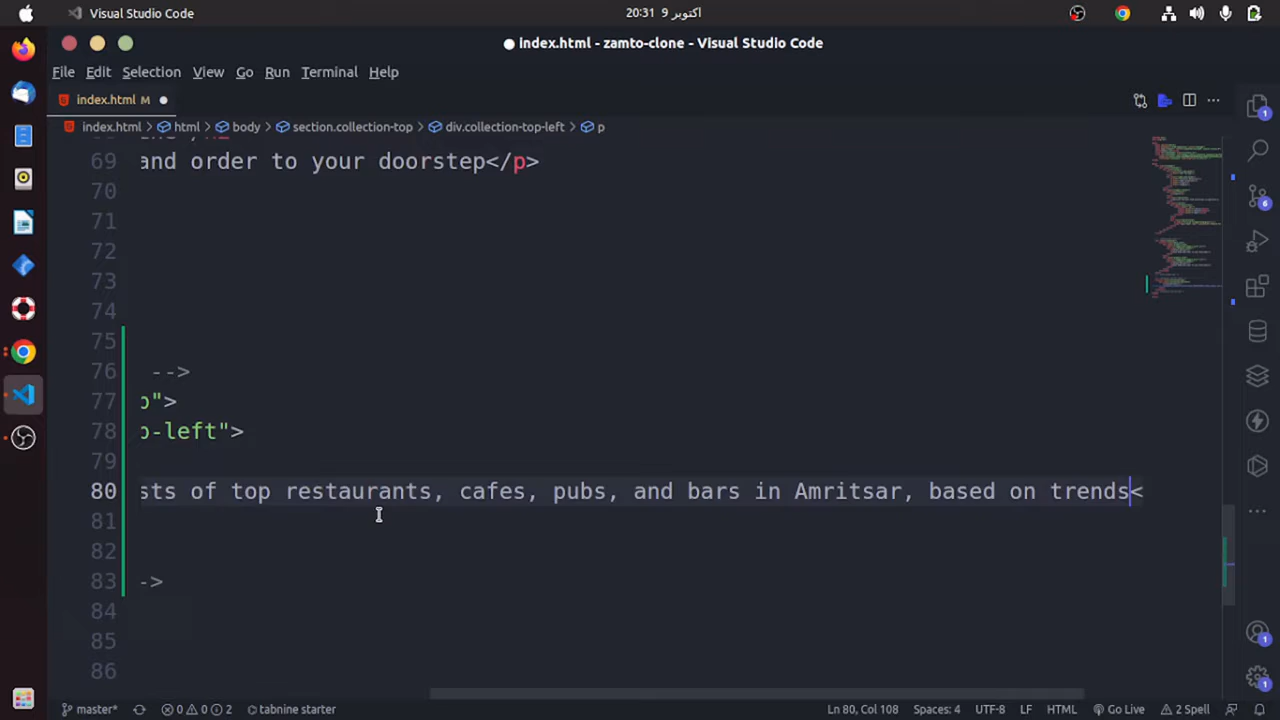 Visual Studio Code
20:31 9 اکتوبر
index.html - zamto-clone - Visual Studio Code
File Edit Selection View Go Run Terminal Help
index.html M
index.html html body section.collection-top div.collection-top-left p
69 and order to your doorstep</p>
70
71
72
73
74
75
76 -->
77 o">
78 o-left">
79
80 sts of top restaurants, cafes, pubs, and bars in Amritsar, based on trends<
81
82
83 ->
84
85
86
1
6
1
1
master* 0 0 2 tabnine starter Ln 80, Col 108 Spaces: 4 UTF-8 LF HTML Go Live 2 Spell